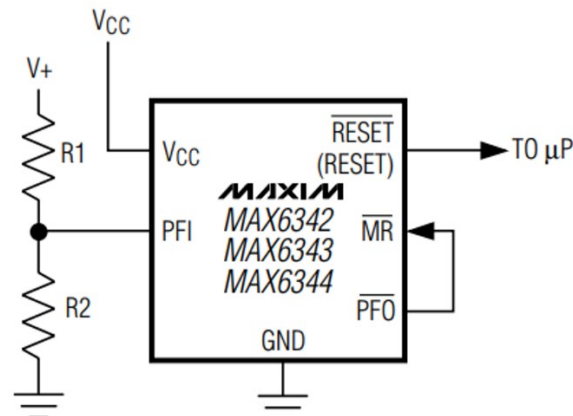 VCC
V+
R1
R2
VCC
PFI
RESET
(RESET)
MAXIM
MAX6342
MAX6343
MAX6344
MR
PFO
GND
TO μP